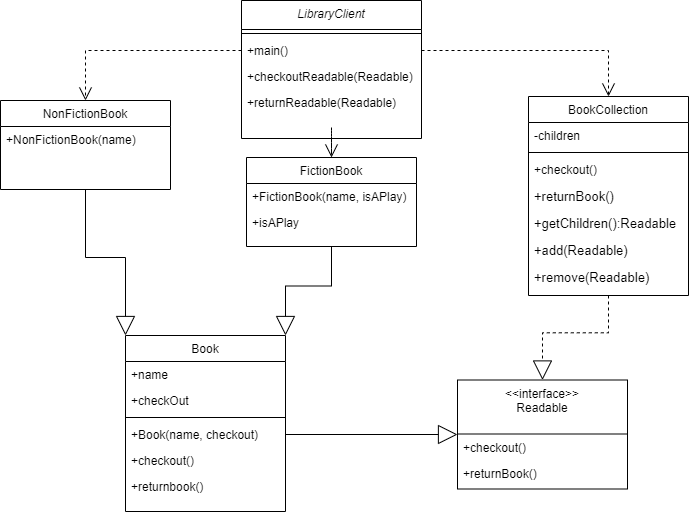 LibraryClient
+main()
+checkoutReadable(Readable)
+returnReadable(Readable)
NonFictionBook
+NonFictionBook(name)
FictionBook
+FictionBook(name, isAPlay)
+isAPlay
BookCollection
-children
+checkout()
+returnBook()
+getChildren():Readable
+add(Readable)
+remove(Readable)
Book
+name
+checkOut
+Book(name, checkout)
+checkout()
+returnbook()
<<interface>>
Readable
+checkout()
+returnBook()